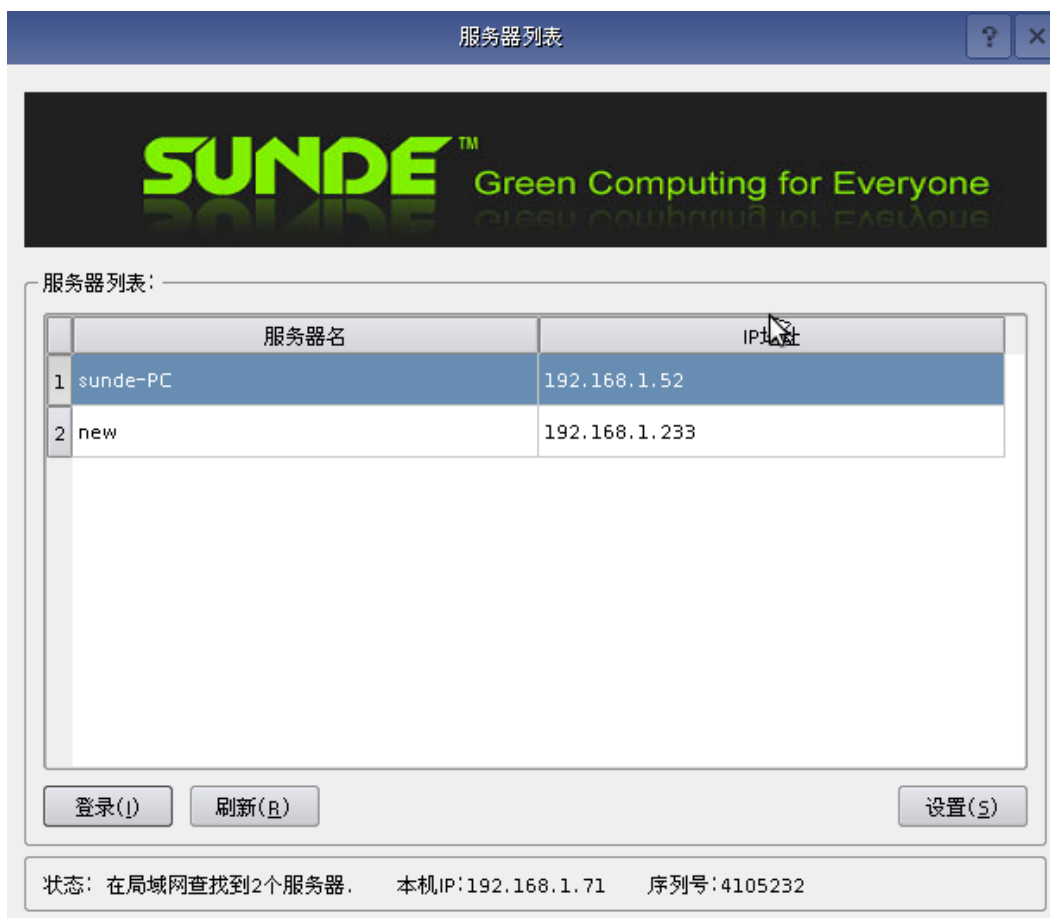 服务器列表
SUNDE™ Green Computing for Everyone
服务器列表:
服务器名 IP地址
1 sunde-PC 192.168.1.52
2 new 192.168.1.233
登录(I) 刷新(R) 设置(S)
状态: 在局域网查找到2个服务器. 本机IP:192.168.1.71 序列号:4105232